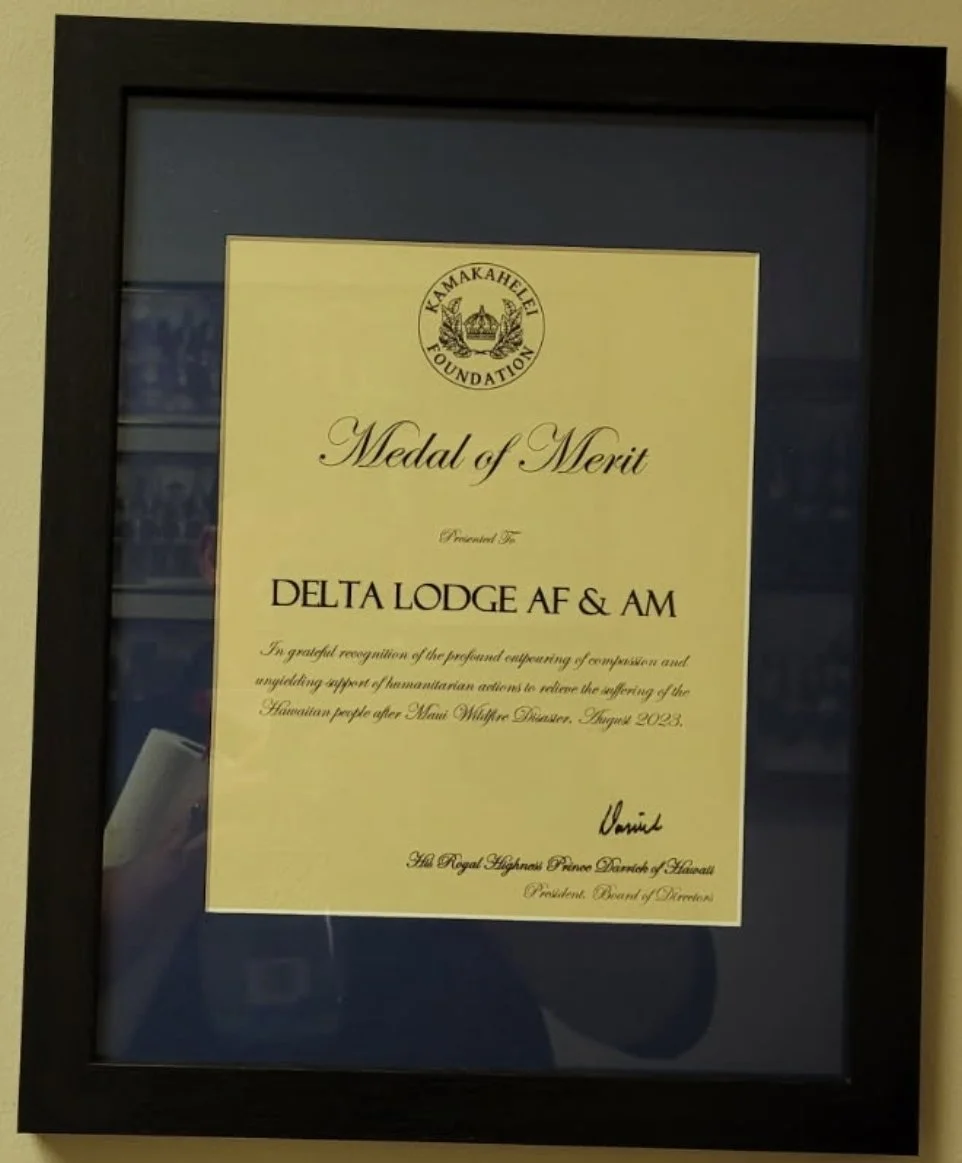 KAMAKAHELEI
FOUNDATION
Medal of Merit
Presented To
DELTA LODGE AF & AM
In grateful recognition of the profound outpouring of compassion and
unyielding support of humanitarian actions to relieve the suffering of the
Hawaiian people after Maui Wildfire Disaster, August 2023.
Darrick
His Royal Highness Prince Darrick of Hawaii
President, Board of Directors